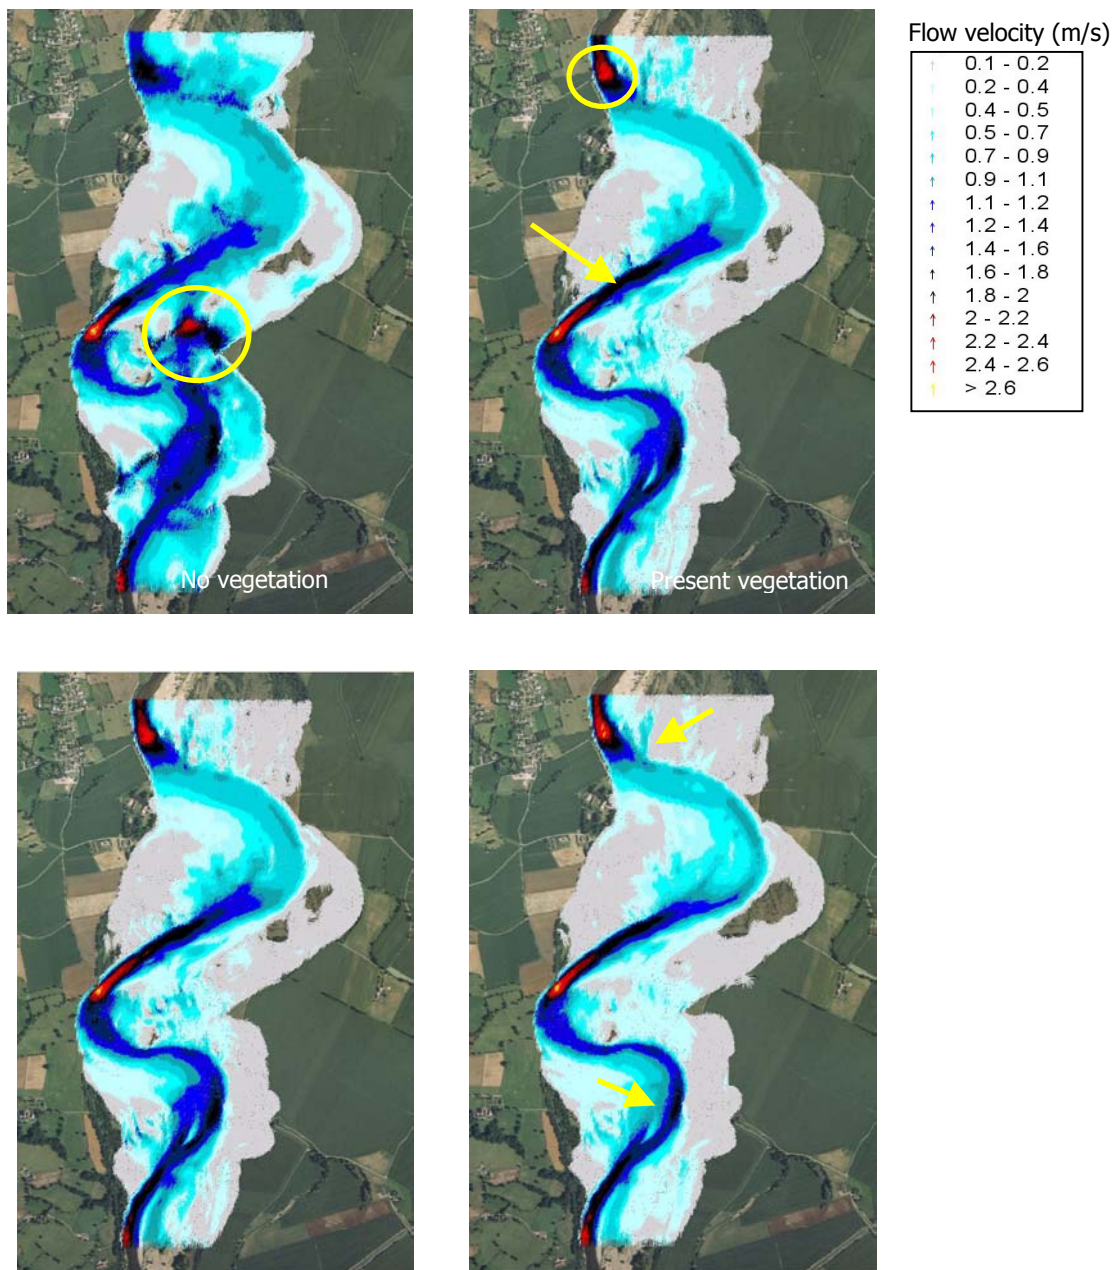 Flow velocity (m/s)
0.1 - 0.2
0.2 - 0.4
0.4 - 0.5
0.5 - 0.7
0.7 - 0.9
0.9 - 1.1
1.1 - 1.2
1.2 - 1.4
1.4 - 1.6
1.6 - 1.8
1.8 - 2
2 - 2.2
2.2 - 2.4
2.4 - 2.6
> 2.6
No vegetation
Present vegetation